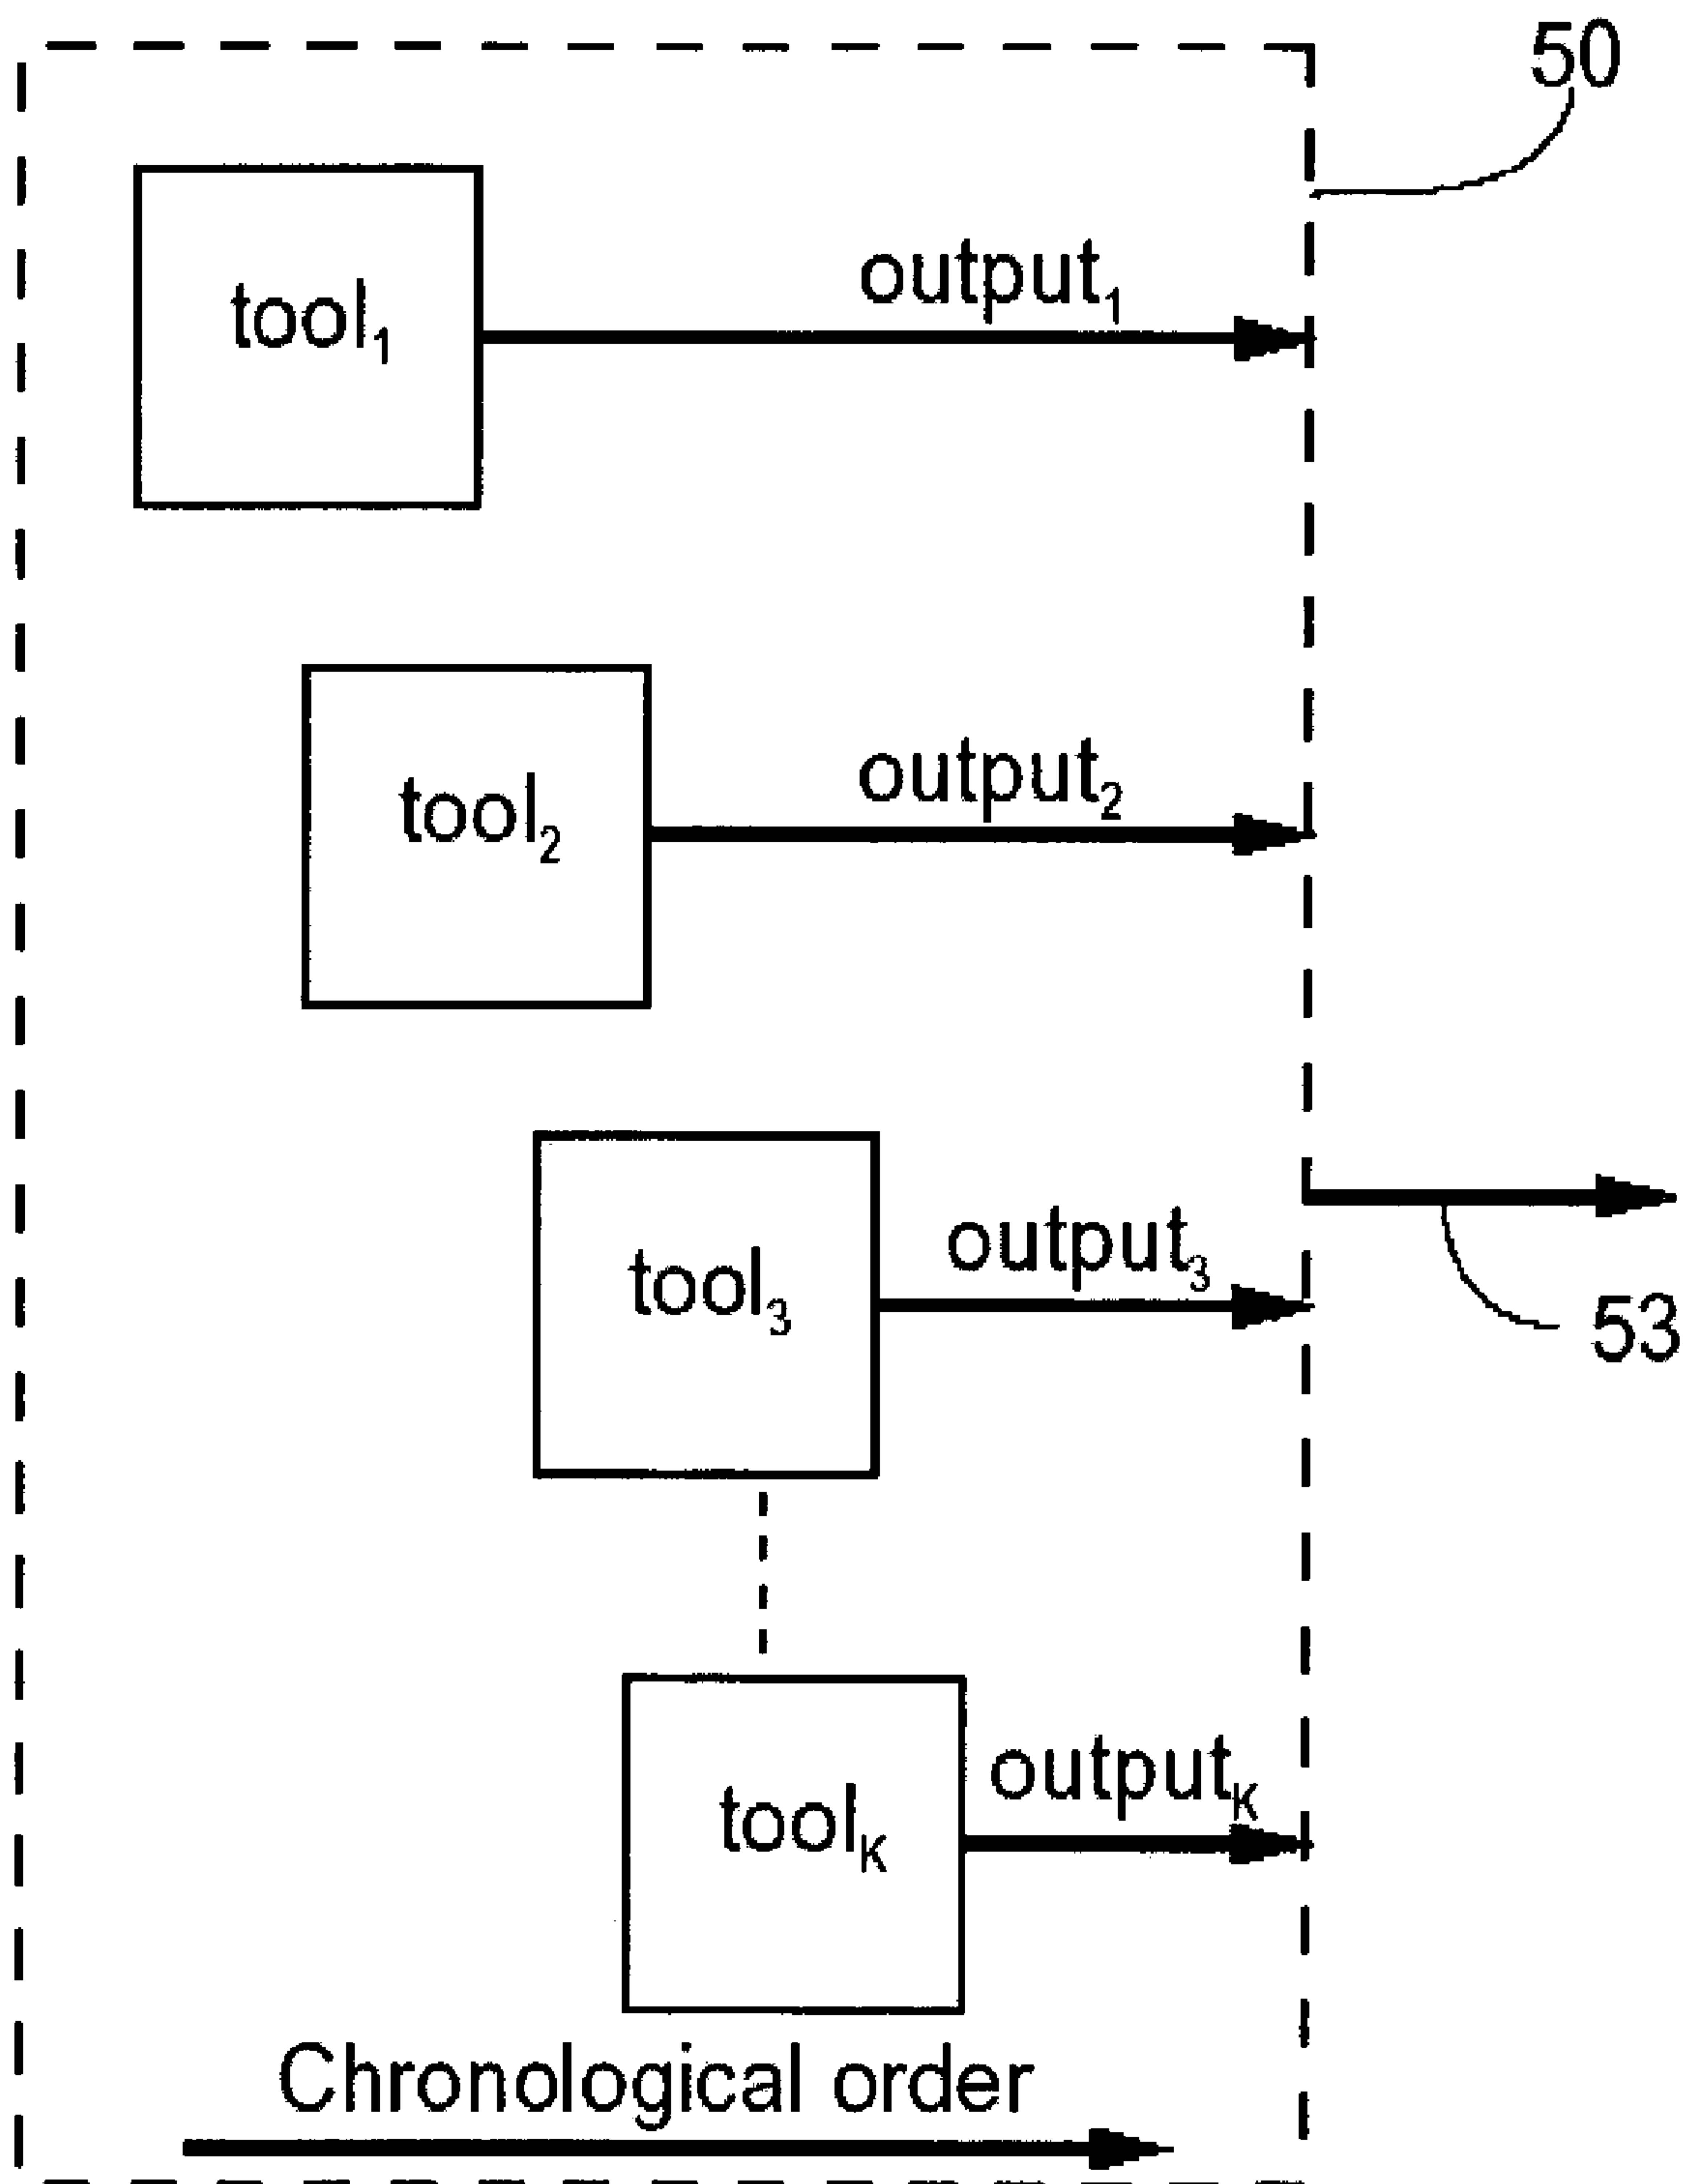 50
output₁
tool₁
output₂
tool₂
output₃
tool₃
53
outputₖ
toolₖ
Chronological order